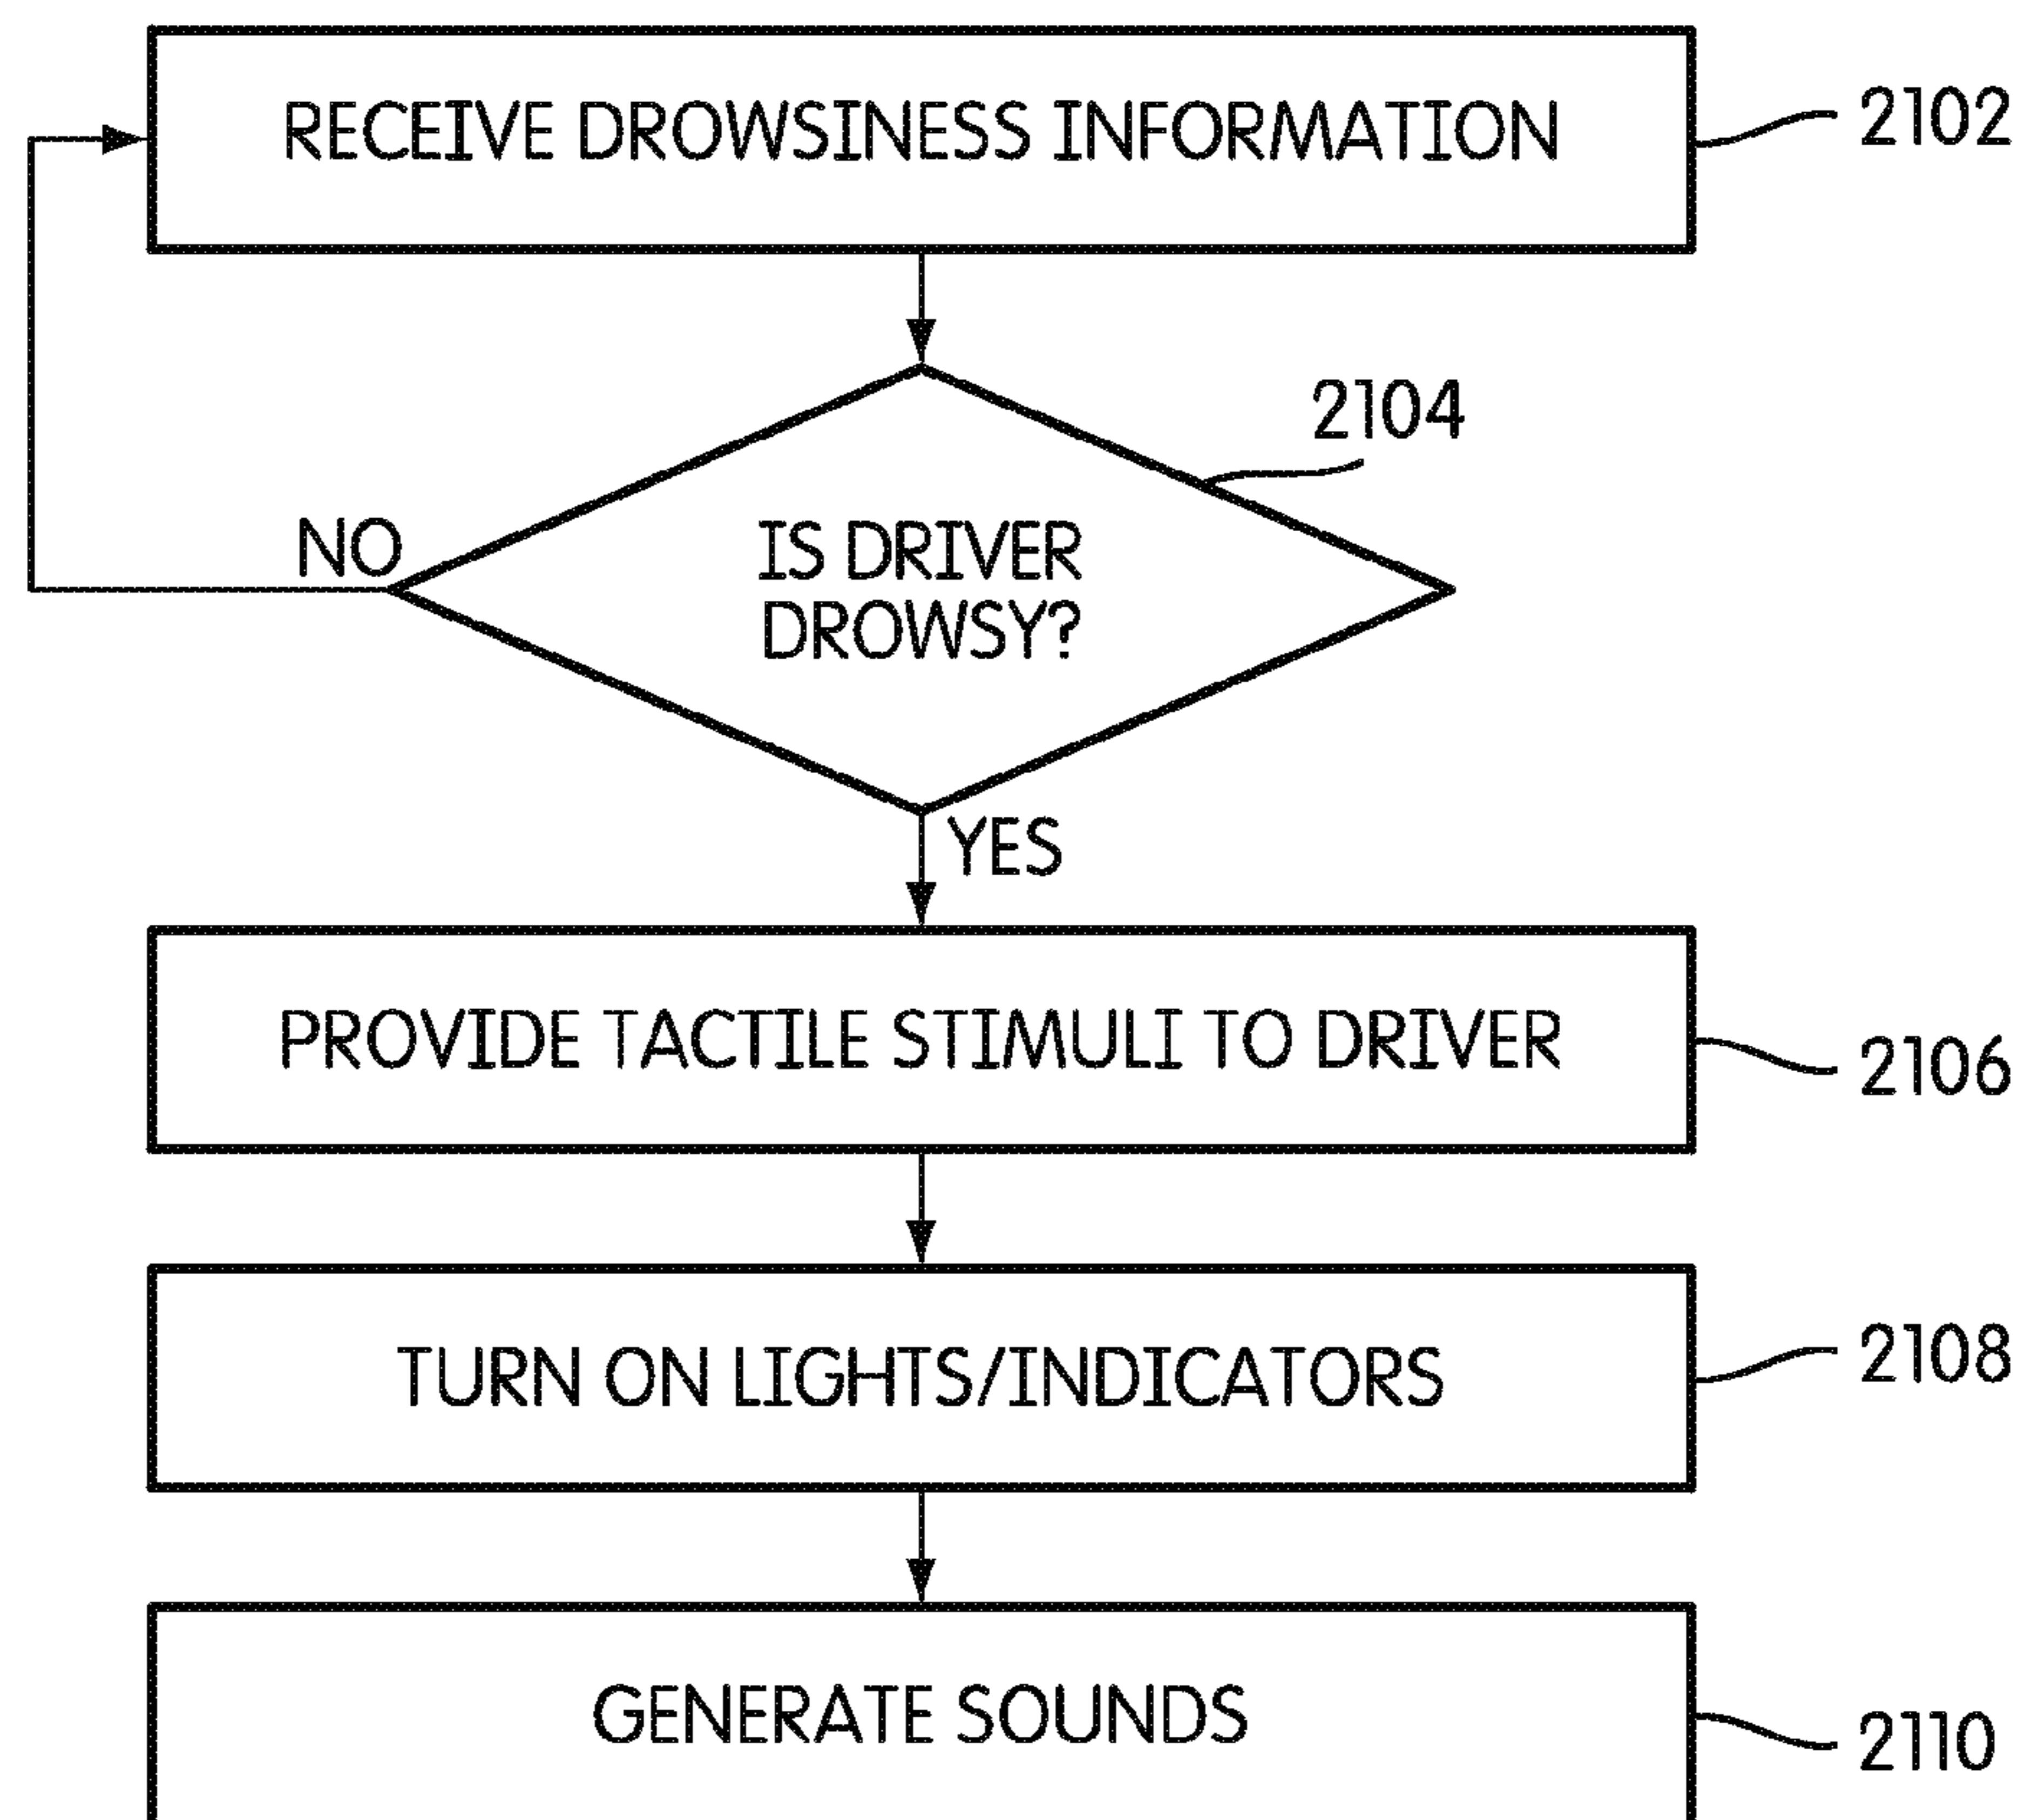 RECEIVE DROWSINESS INFORMATION
2102
2104
NO
IS DRIVER
DROWSY?
YES
PROVIDE TACTILE STIMULI TO DRIVER
2106
TURN ON LIGHTS/INDICATORS
2108
GENERATE SOUNDS
2110